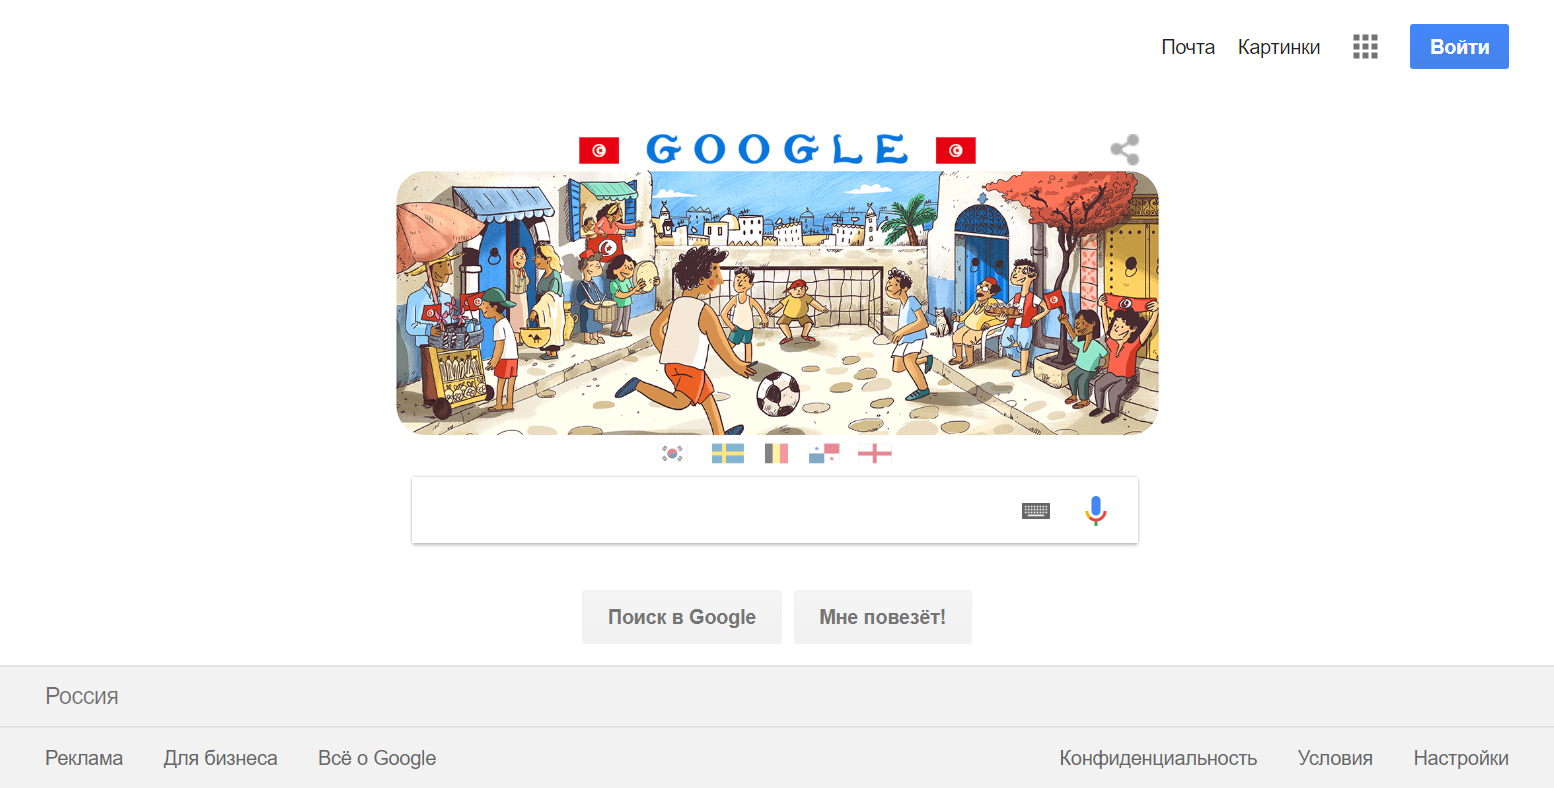 Почта Картинки Войти
GOOGLE
Поиск в Google Мне повезёт!
Россия
Реклама Для бизнеса Всё о Google Конфиденциальность Условия Настройки